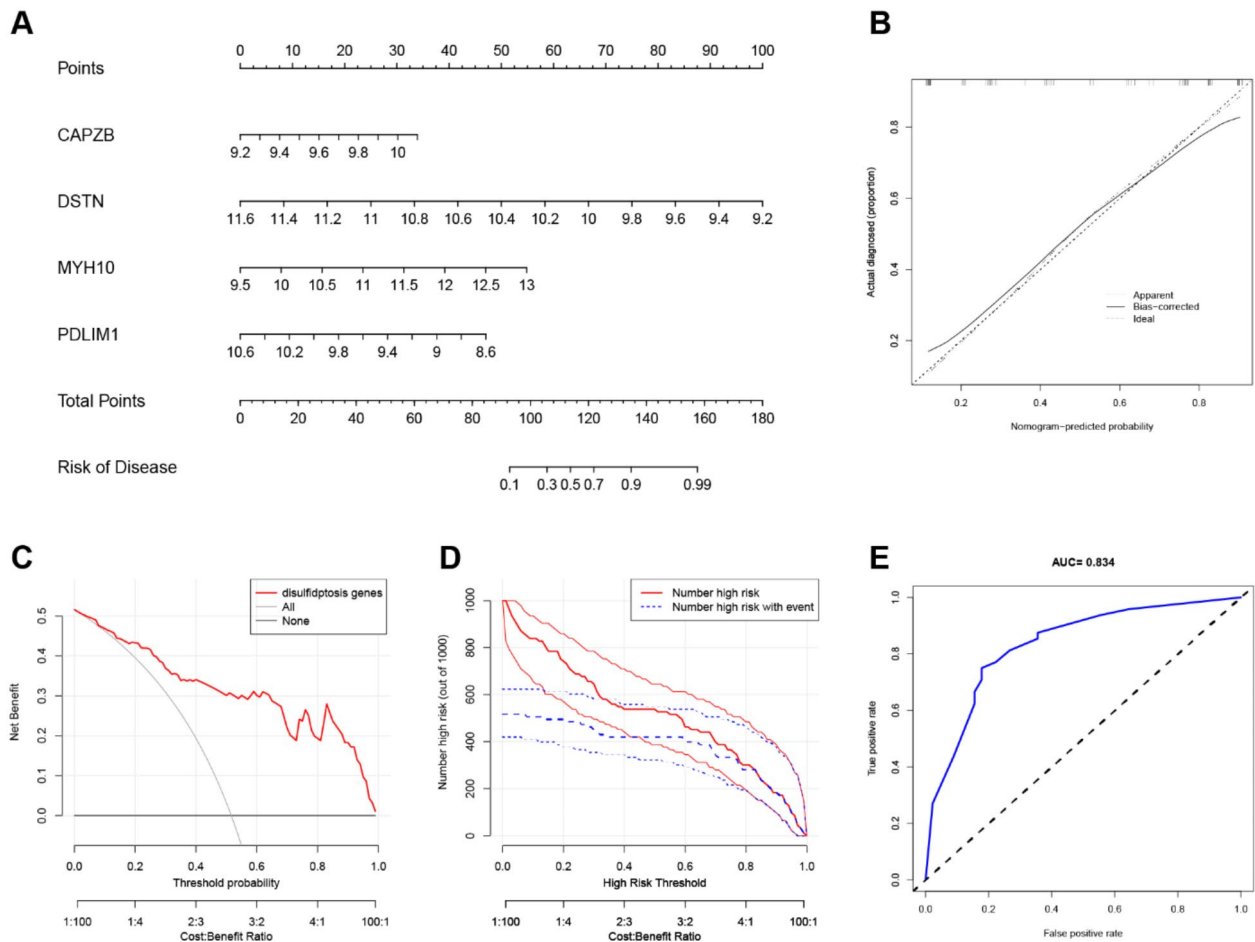 A
Points
0 10 20 30 40 50 60 70 80 90 100
CAPZB
9.2 9.4 9.6 9.8 10
DSTN
11.6 11.4 11.2 11 10.8 10.6 10.4 10.2 10 9.8 9.6 9.4 9.2
MYH10
9.5 10 10.5 11 11.5 12 12.5 13
PDLIM1
10.6 10.2 9.8 9.4 9 8.6
Total Points
0 20 40 60 80 100 120 140 160 180
Risk of Disease
0.1 0.3 0.5 0.7 0.9 0.99
B
Actual diagnosed (proportion)
0.8
0.6
0.4
0.2
Apparent
Bias-corrected
Ideal
0.2 0.4 0.6 0.8
Nomogram-predicted probability
C
disulfidptosis genes
All
None
Net Benefit
0.5
0.4
0.3
0.2
0.1
0.0
0.0 0.2 0.4 0.6 0.8 1.0
Threshold probability
1:100 1:4 2:3 3:2 4:1 100:1
Cost:Benefit Ratio
D
Number high risk
Number high risk with event
Number high risk (out of 1000)
1000
800
600
400
200
0
0.0 0.2 0.4 0.6 0.8 1.0
High Risk Threshold
1:100 1:4 2:3 3:2 4:1 100:1
Cost:Benefit Ratio
E
AUC= 0.834
True positive rate
1.0
0.8
0.6
0.4
0.2
0.0
0.0 0.2 0.4 0.6 0.8 1.0
False positive rate